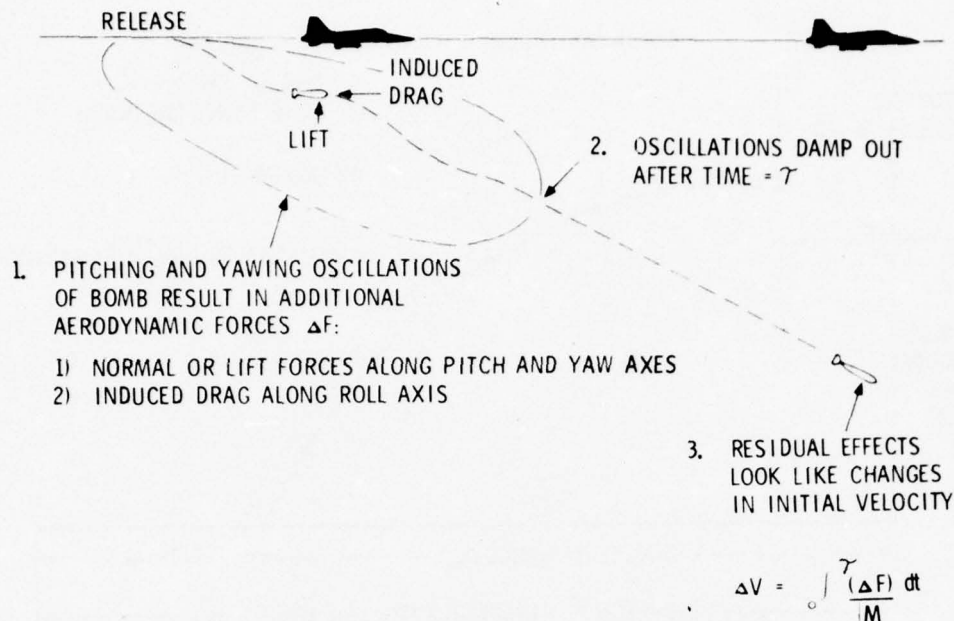 RELEASE
INDUCED
DRAG
LIFT
2. OSCILLATIONS DAMP OUT
AFTER TIME = τ
1. PITCHING AND YAWING OSCILLATIONS
OF BOMB RESULT IN ADDITIONAL
AERODYNAMIC FORCES ΔF:
1) NORMAL OR LIFT FORCES ALONG PITCH AND YAW AXES
2) INDUCED DRAG ALONG ROLL AXIS
3. RESIDUAL EFFECTS
LOOK LIKE CHANGES
IN INITIAL VELOCITY
ΔV = ∫₀^τ (ΔF)/M dt